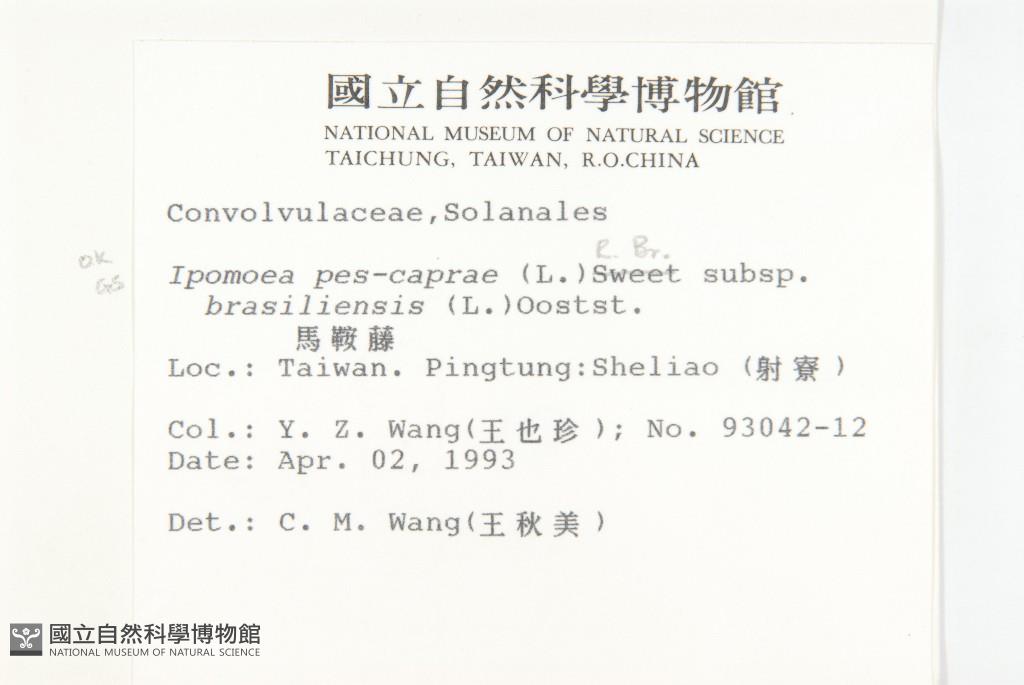 國立自然科學博物館
NATIONAL MUSEUM OF NATURAL SCIENCE
TAICHUNG, TAIWAN, R.O.CHINA
Convolvulaceae,Solanales
R. Br.
OK
GS
Ipomoea pes-caprae (L.)Sweet subsp.
brasiliensis (L.)Ootst.
馬鞍藤
Loc.: Taiwan. Pingtung:Sheliao (射寮)
Col.: Y. Z. Wang(王也珍); No. 93042-12
Date: Apr. 02, 1993
Det.: C. M. Wang(王秋美)
國立自然科學博物館
NATIONAL MUSEUM OF NATURAL SCIENCE